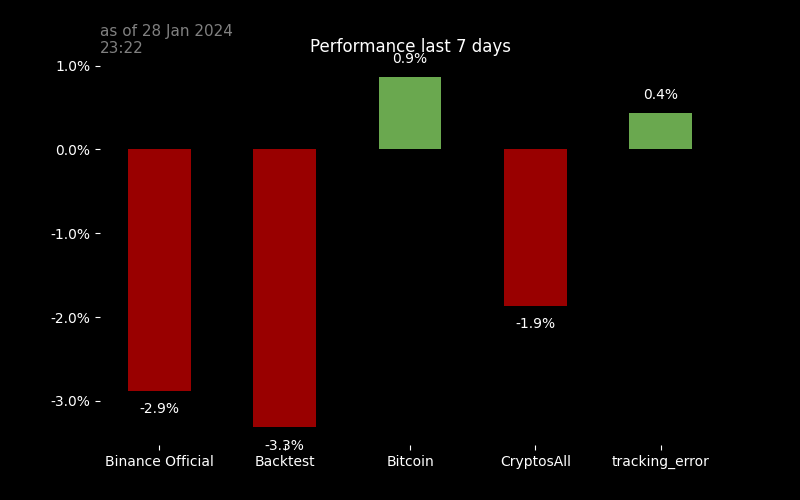 as of 28 Jan 2024
23:22
Performance last 7 days
1.0%
0.0%
-1.0%
-2.0%
-3.0%
-2.9%
-3.3%
0.9%
-1.9%
0.4%
Binance Official
Backtest
Bitcoin
CryptosAll
tracking_error